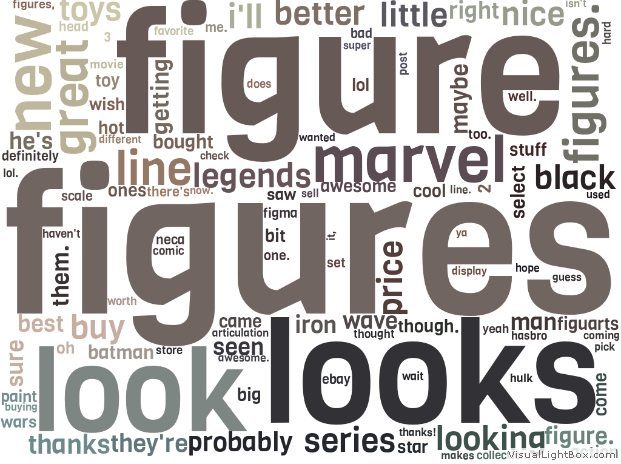 figures,
toys
i'll
better
little
right
nice
isn't
new
great
head
3
movie
toy
wish
hot
different
getting
favorite
me.
figure
does
bad
super
lol
post
maybe
well.
too.
figures.
hard
he's
definitely
lol.
bought
check
wanted
line
legends
marvel
stuff
ones
there's
now.
saw
sell
awesome
cool
line.
2
select
black
used
figures
scale
haven't
them.
neca
comic
worth
figma
bit
one.
it,
set
price
ya
display
hope
guess
best
buy
came
articulation
iron
wave
thought
though.
yeah
man
hasbro
figuarts
coming
pick
sure
oh
batman
store
seen
awesome.
look
big
looks
ebay
wait
hulk
come
paint
buying
wars
thanks
they're
probably
series
thanks!
star
looking
figure.
makes
VisualLightBox.com